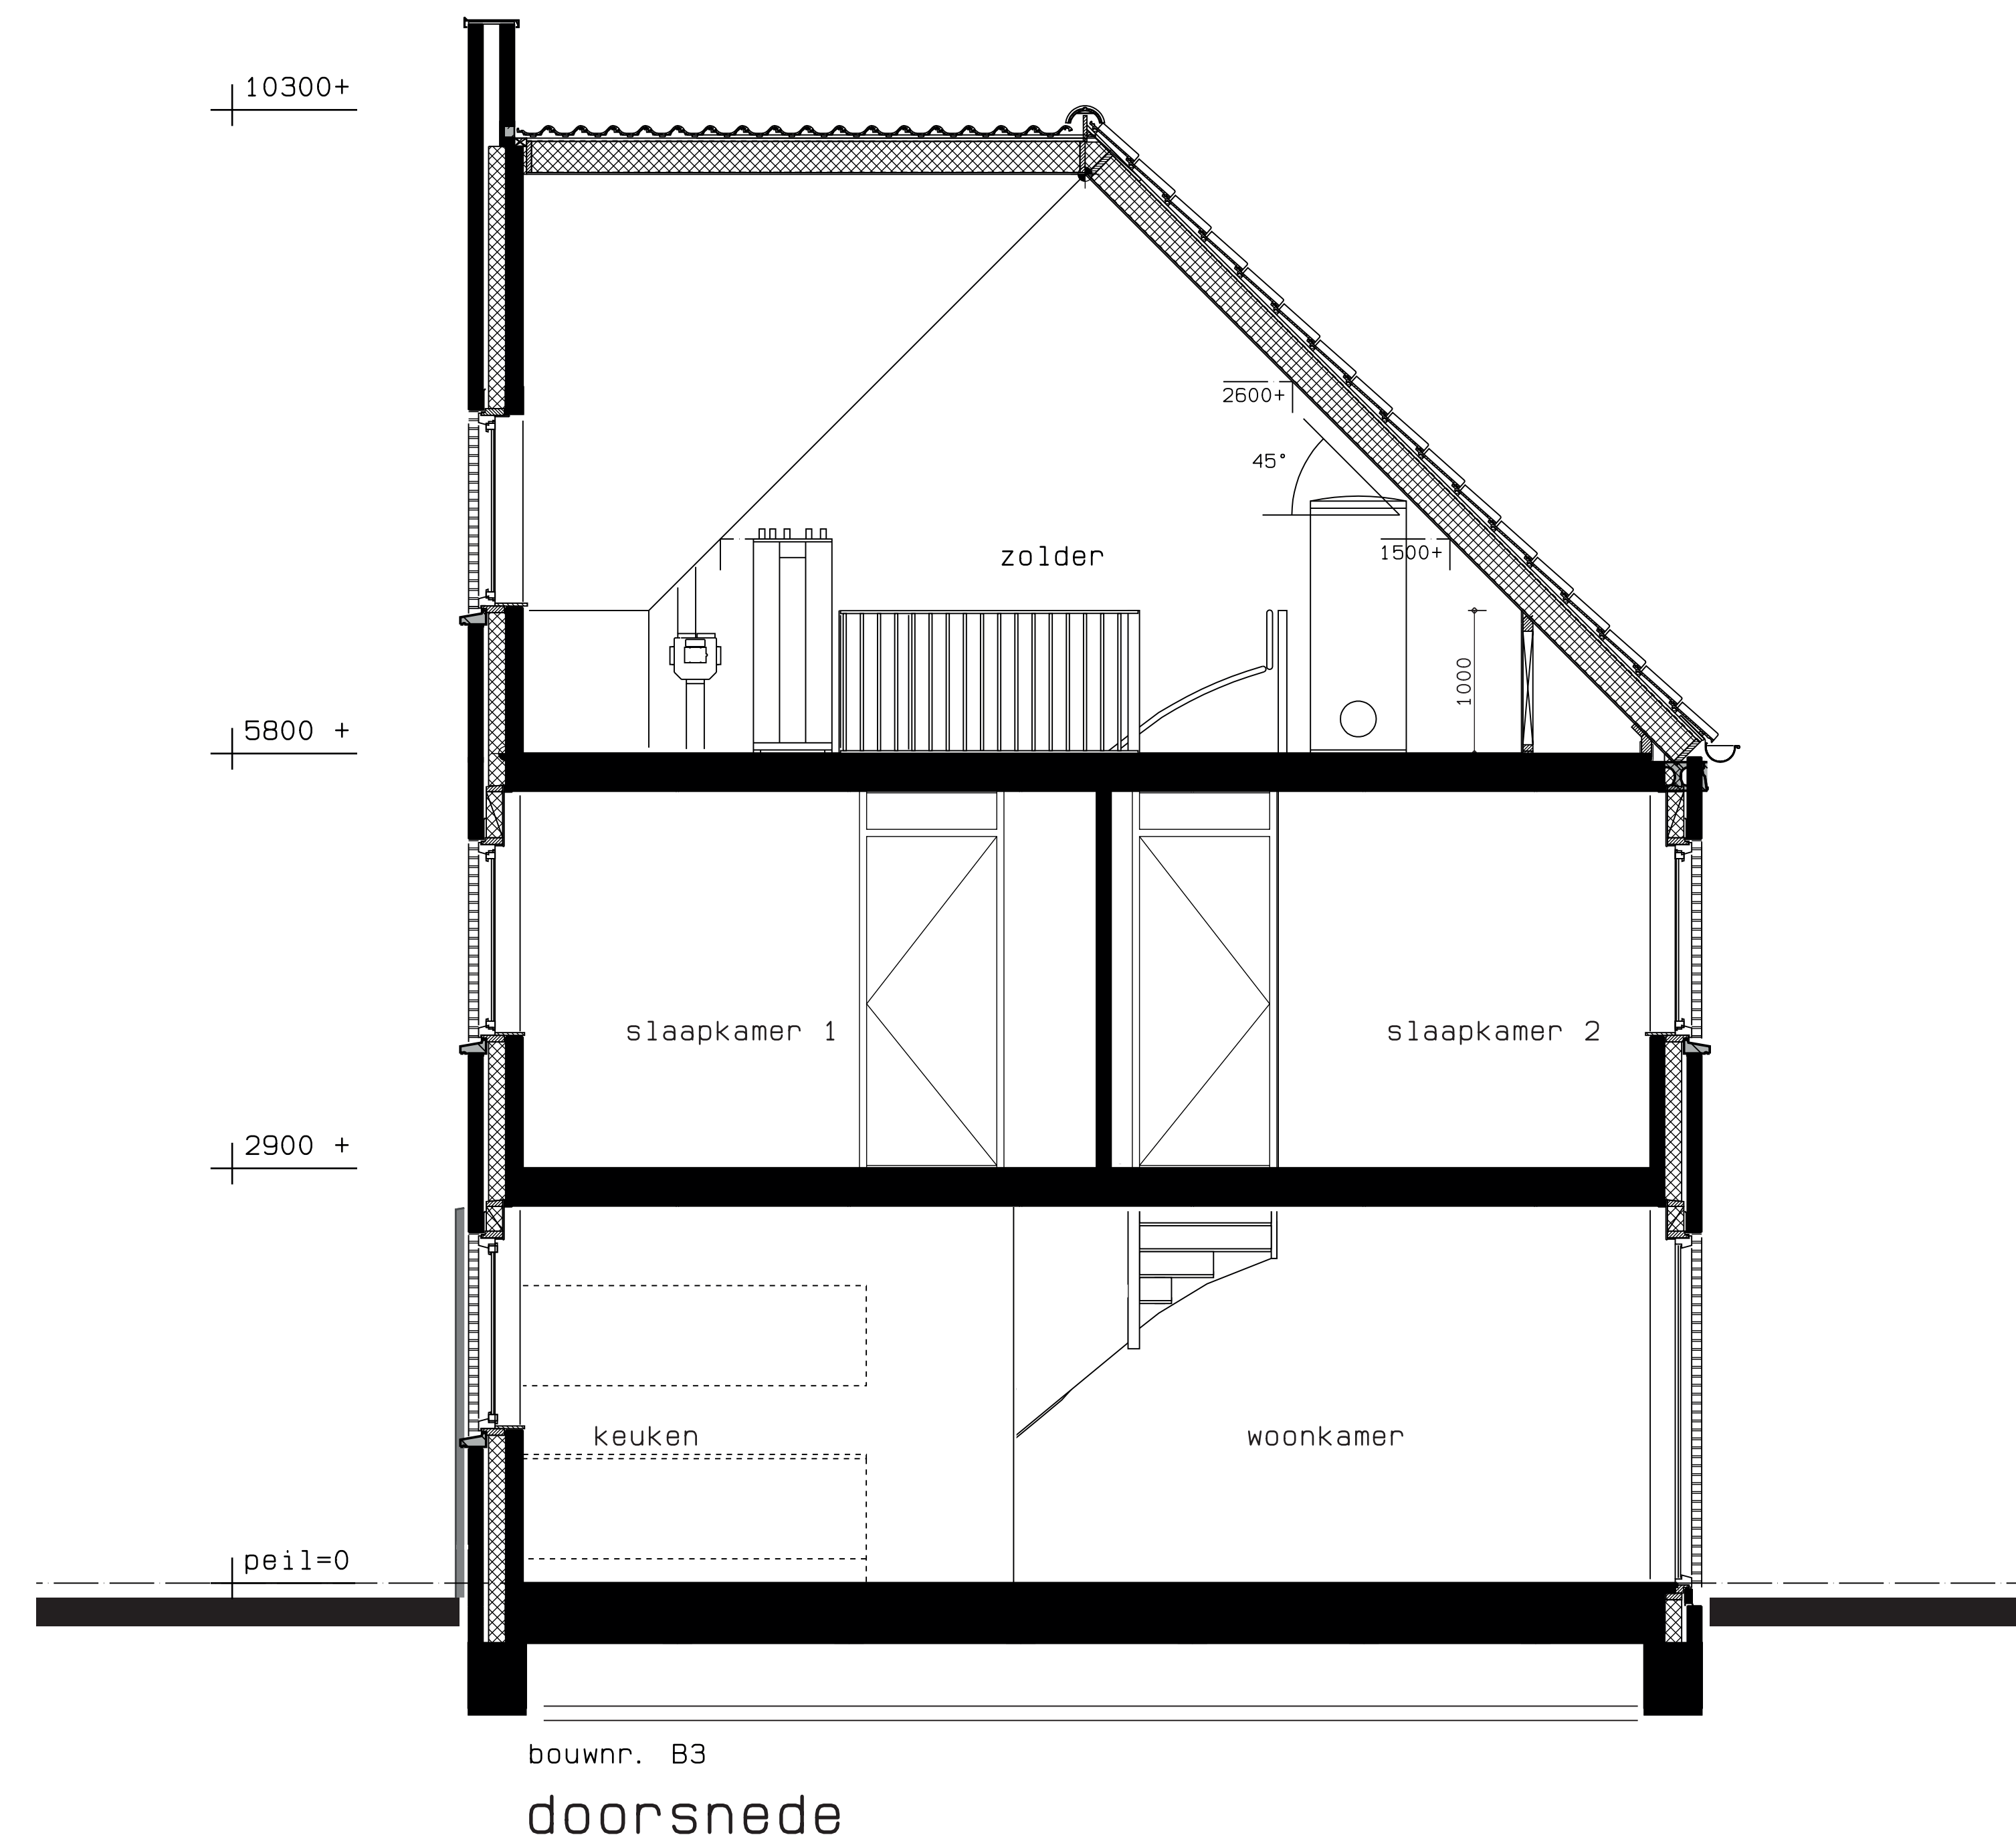 10300+
2600+
45°
zolder
1500+
1000
5800 +
slaapkamer 1
slaapkamer 2
2900 +
keuken
woonkamer
peil=0
bouwnr. B3
doorsnede